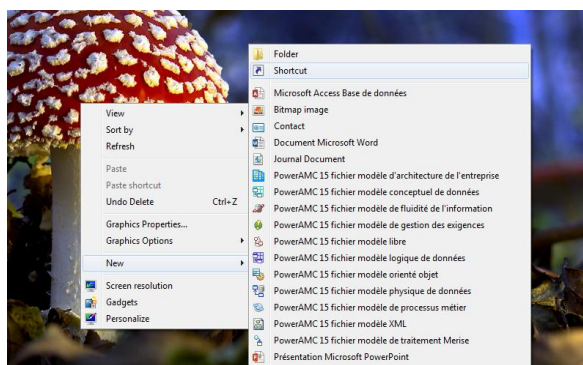 View
Sort by
Refresh
Paste
Paste shortcut
Undo Delete Ctrl+Z
Graphics Properties...
Graphics Options
New
Screen resolution
Gadgets
Personalize
Folder
Shortcut
Microsoft Access Base de données
Bitmap image
Contact
Document Microsoft Word
Journal Document
PowerAMC 15 fichier modèle d'architecture de l'entreprise
PowerAMC 15 fichier modèle conceptuel de données
PowerAMC 15 fichier modèle de fluidité de l'information
PowerAMC 15 fichier modèle de gestion des exigences
PowerAMC 15 fichier modèle libre
PowerAMC 15 fichier modèle logique de données
PowerAMC 15 fichier modèle orienté objet
PowerAMC 15 fichier modèle physique de données
PowerAMC 15 fichier modèle de processus métier
PowerAMC 15 fichier modèle XML
PowerAMC 15 fichier modèle de traitement Merise
Présentation Microsoft PowerPoint